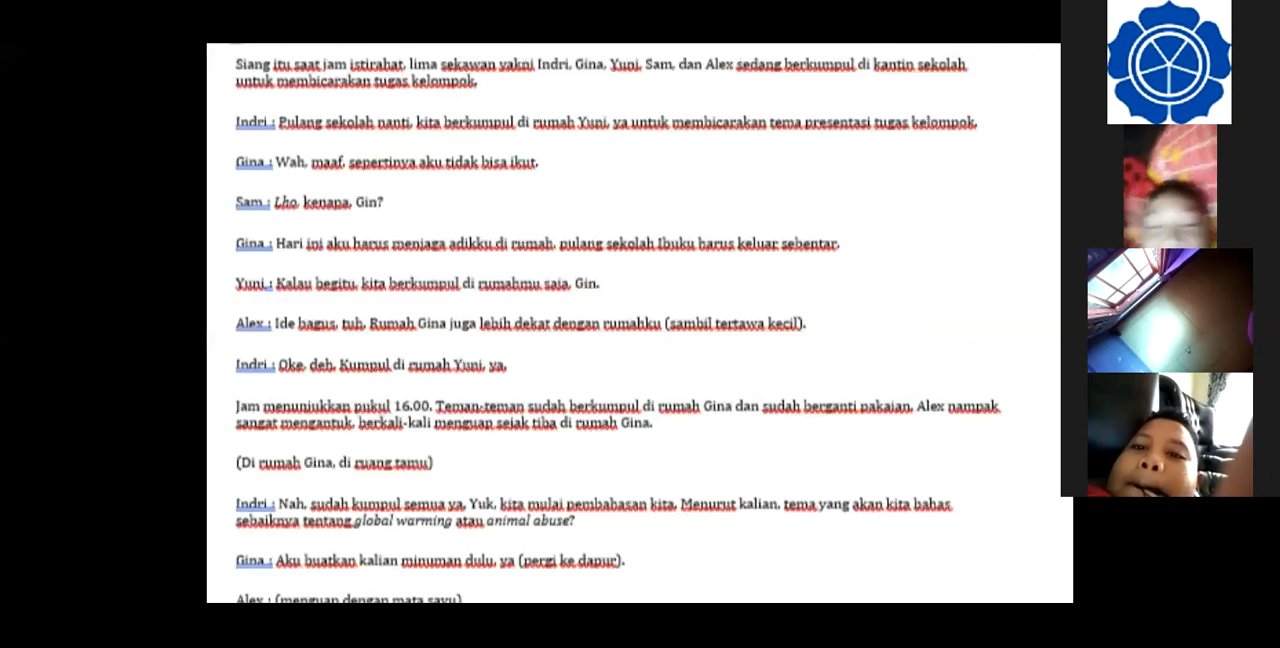 Siang itu saat jam istirahat, lima sekawan yakni Indri, Gina, Yuni, Sam, dan Alex sedang berkumpul di kantin sekolah
untuk membicarakan tugas kelompok.
Indri : Pulang sekolah nanti, kita berkumpul di rumah Yuni, ya untuk membicarakan tema presentasi tugas kelompok.
Gina : Wah, maaf, sepertinya aku tidak bisa ikut.
Sam : Lho, kenapa, Gin?
Gina : Hari ini aku harus menjaga adikku di rumah, pulang sekolah Ibuku harus keluar sebentar.
Yuni : Kalau begitu, kita berkumpul di rumahmu saja, Gin.
Alex : Ide bagus, tuh. Rumah Gina juga lebih dekat dengan rumahku (sambil tertawa kecil).
Indri : Oke, deh. Kumpul di rumah Yuni, ya.
Jam menunjukkan pukul 16.00. Teman-teman sudah berkumpul di rumah Gina dan sudah berganti pakaian. Alex nampak
sangat mengantuk, berkali-kali menguap sejak tiba di rumah Gina.
(Di rumah Gina, di ruang tamu)
Indri : Nah, sudah kumpul semua ya. Yuk, kita mulai pembahasan kita. Menurut kalian, tema yang akan kita bahas
sebaiknya tentang global warming atau animal abuse?
Gina : Aku buatkan kalian minuman dulu, ya (pergi ke dapur).
Alex : (menguap dengan mata sayu)